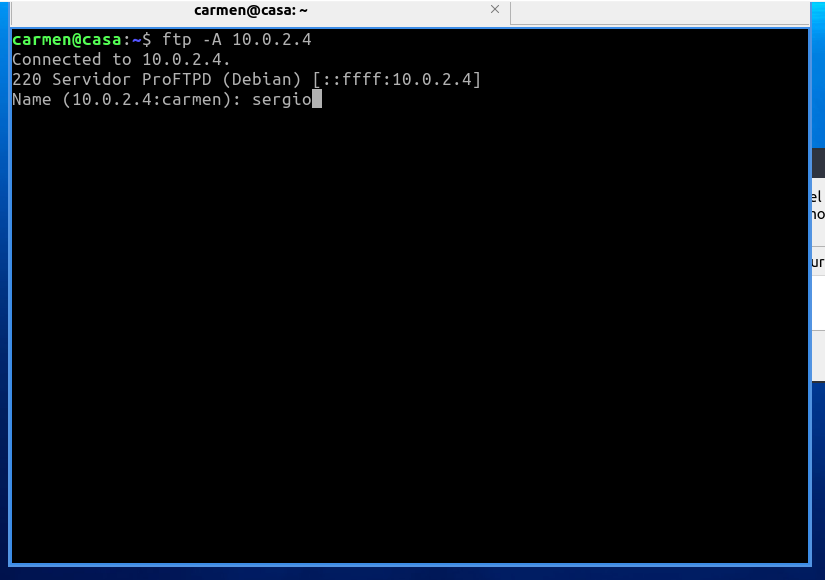 carmen@casa: ~
carmen@casa:~$ ftp -A 10.0.2.4
Connected to 10.0.2.4.
220 Servidor ProFTPD (Debian) [::ffff:10.0.2.4]
Name (10.0.2.4:carmen): sergio
el
no
ur